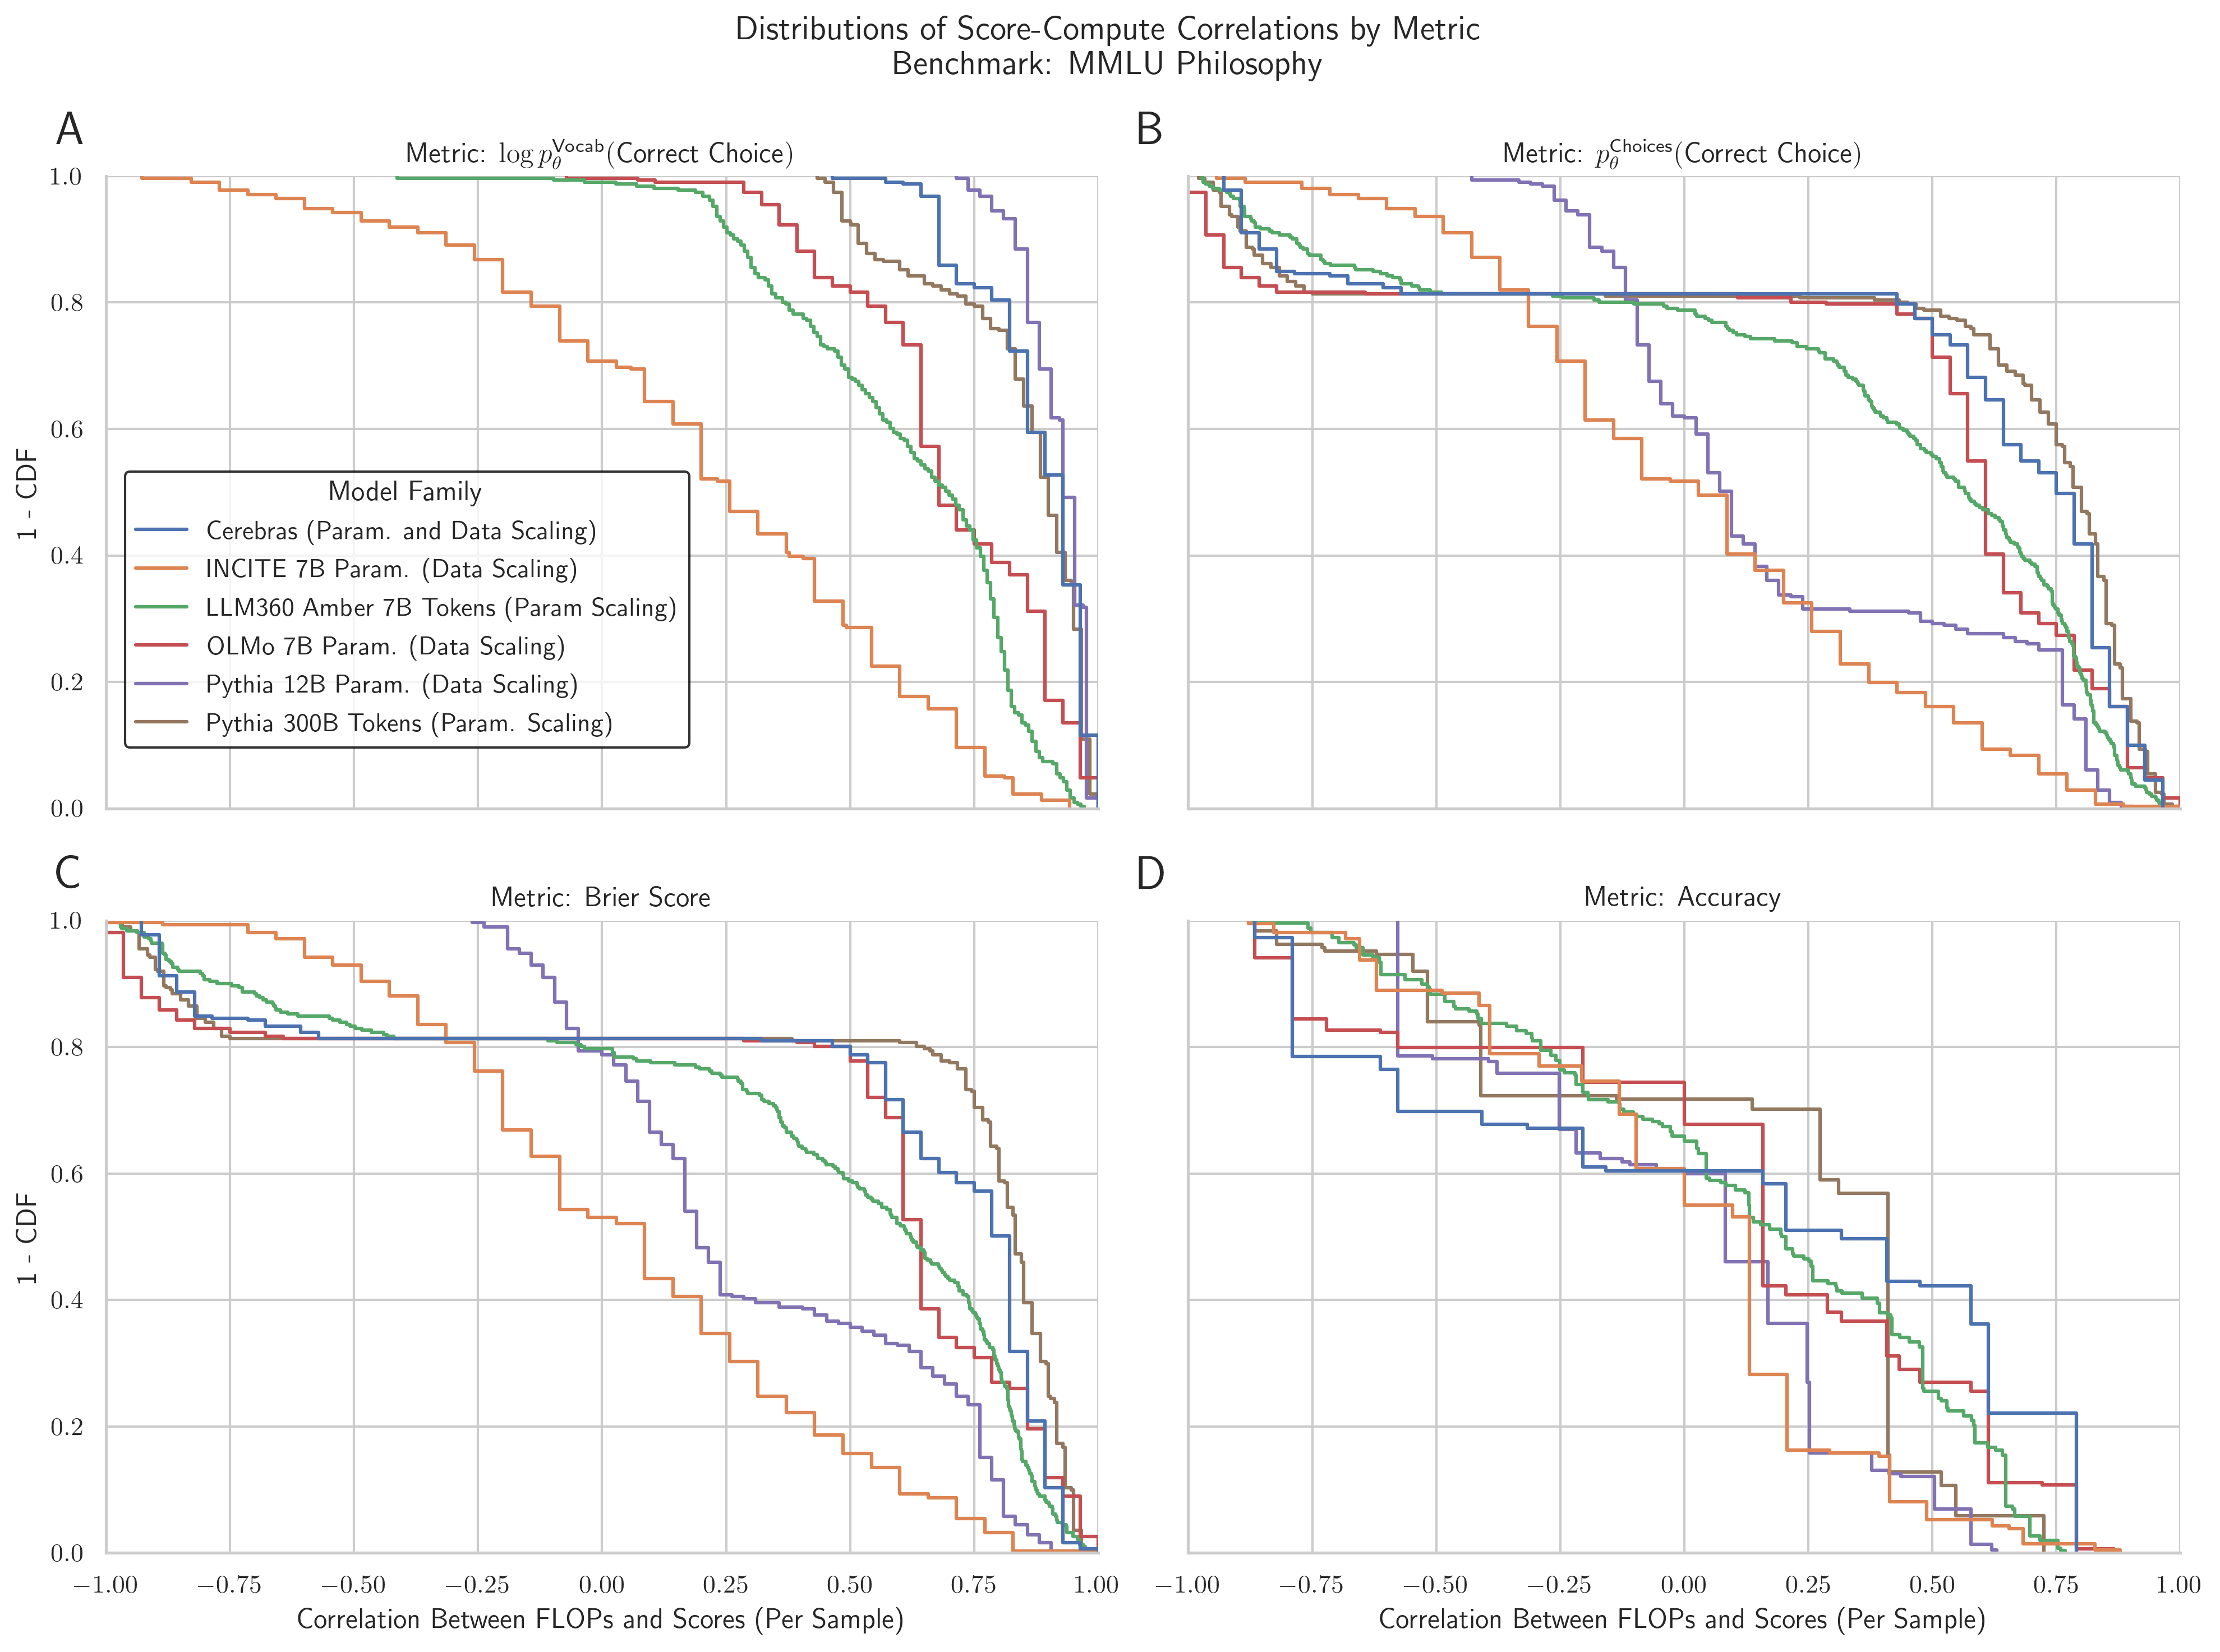 Distributions of Score-Compute Correlations by Metric
Benchmark: MMLU Philosophy
A
Metric: log p_θ^Vocab(Correct Choice)
1.0
0.8
0.6
0.4
0.2
0.0
1 - CDF
Model Family
Cerebras (Param. and Data Scaling)
INCITE 7B Param. (Data Scaling)
LLM360 Amber 7B Tokens (Param Scaling)
OLMo 7B Param. (Data Scaling)
Pythia 12B Param. (Data Scaling)
Pythia 300B Tokens (Param. Scaling)
B
Metric: p_θ^Choices(Correct Choice)
C
Metric: Brier Score
1.0
0.8
0.6
0.4
0.2
0.0
1 - CDF
−1.00 −0.75 −0.50 −0.25 0.00 0.25 0.50 0.75 1.00
Correlation Between FLOPs and Scores (Per Sample)
D
Metric: Accuracy
−1.00 −0.75 −0.50 −0.25 0.00 0.25 0.50 0.75 1.00
Correlation Between FLOPs and Scores (Per Sample)